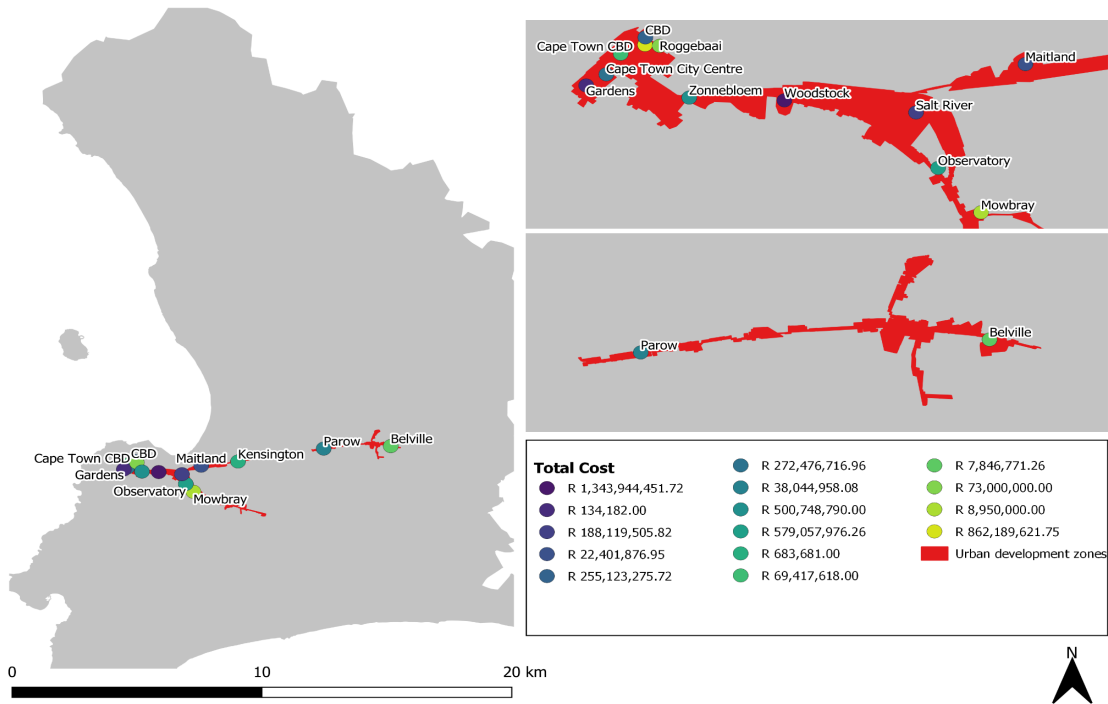 CBD
Cape Town CBD
Roggebaai
Maitland
Cape Town City Centre
Gardens
Zonnebloem
Woodstock
Salt River
Observatory
Mowbray
Parow
Belville
Parow
Belville
Cape Town CBD
CBD
Maitland
Kensington
Gardens
Observatory
Mowbray
Total Cost
R 1,343,944,451.72
R 134,182.00
R 188,119,505.82
R 22,401,876.95
R 255,123,275.72
R 272,476,716.96
R 38,044,958.08
R 500,748,790.00
R 579,057,976.26
R 683,681.00
R 69,417,618.00
R 7,846,771.26
R 73,000,000.00
R 8,950,000.00
R 862,189,621.75
Urban development zones
0 10 20 km
N